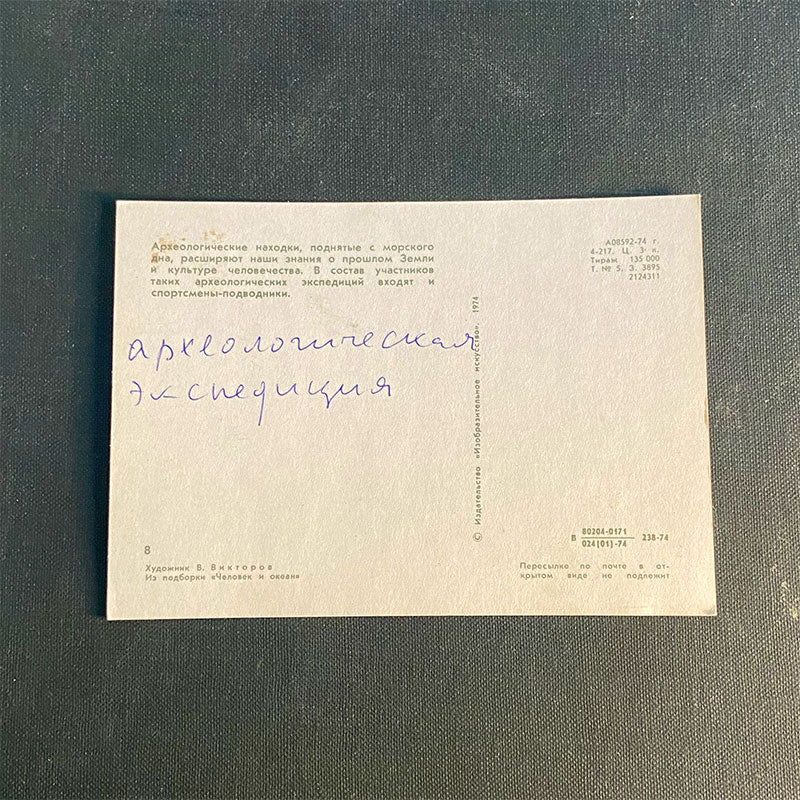 Археологические находки, поднятые с морского
дна, расширяют наши знания о прошлом Земли
и культуре человечества. В состав участников
таких археологических экспедиций входят и
спортсмены-подводники.
археологическая
экспедиция
8
Художник В. Викторов
Из подборки «Человек и океан»
© Издательство «Изобразительное искусство». 1974
А08592-74 г.
4-217. Ц. 3- к.
Тираж 135 000
Т. № 5. З. 3895
2124311
В 80204-0171
024(01)-74 238-74
Пересылке по почте в от-
крытом виде не подлежит